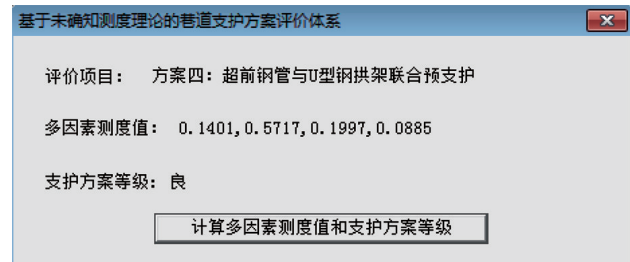 基于未确知测度理论的巷道支护方案评价体系
评价项目： 方案四：超前钢管与U型钢拱架联合预支护
多因素测度值： 0.1401,0.5717,0.1997,0.0885
支护方案等级：良
计算多因素测度值和支护方案等级